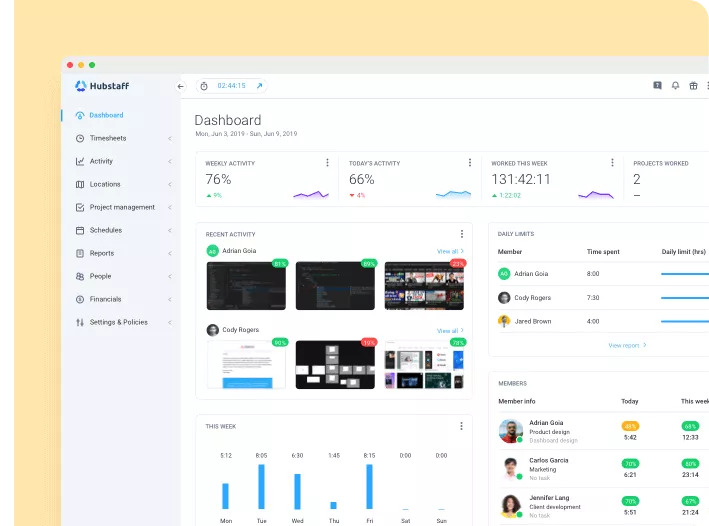 Hubstaff
02:44:15
Dashboard
Timesheets
Activity
Locations
Project management
Schedules
Reports
People
Financials
Settings & Policies
Dashboard
Mon, Jun 3, 2019 - Sun, Jun 9, 2019
WEEKLY ACTIVITY
76%
9%
TODAY'S ACTIVITY
66%
4%
WORKED THIS WEEK
131:42:11
1:22:02
PROJECTS WORKED
2
—
RECENT ACTIVITY
AG Adrian Goia View all
81% 89% 23%
Cody Rogers View all
90% 19% 78%
DAILY LIMITS
Member Time spent Daily limit (hrs)
AG Adrian Goia 8:00
Cody Rogers 7:30
Jared Brown 4:00
View report
THIS WEEK
5:12 8:05 6:30 1:45 8:15 0:00 0:00
Mon Tue Wed Thu Fri Sat Sun
MEMBERS
Member info Today This week
Adrian Goia
Product design
Dashboard design
5:42
68%
12:33
Carlos Garcia
Marketing
No task
70%
6:21
80%
23:14
Jennifer Lang
Client development
No task
70%
5:51
67%
21:24